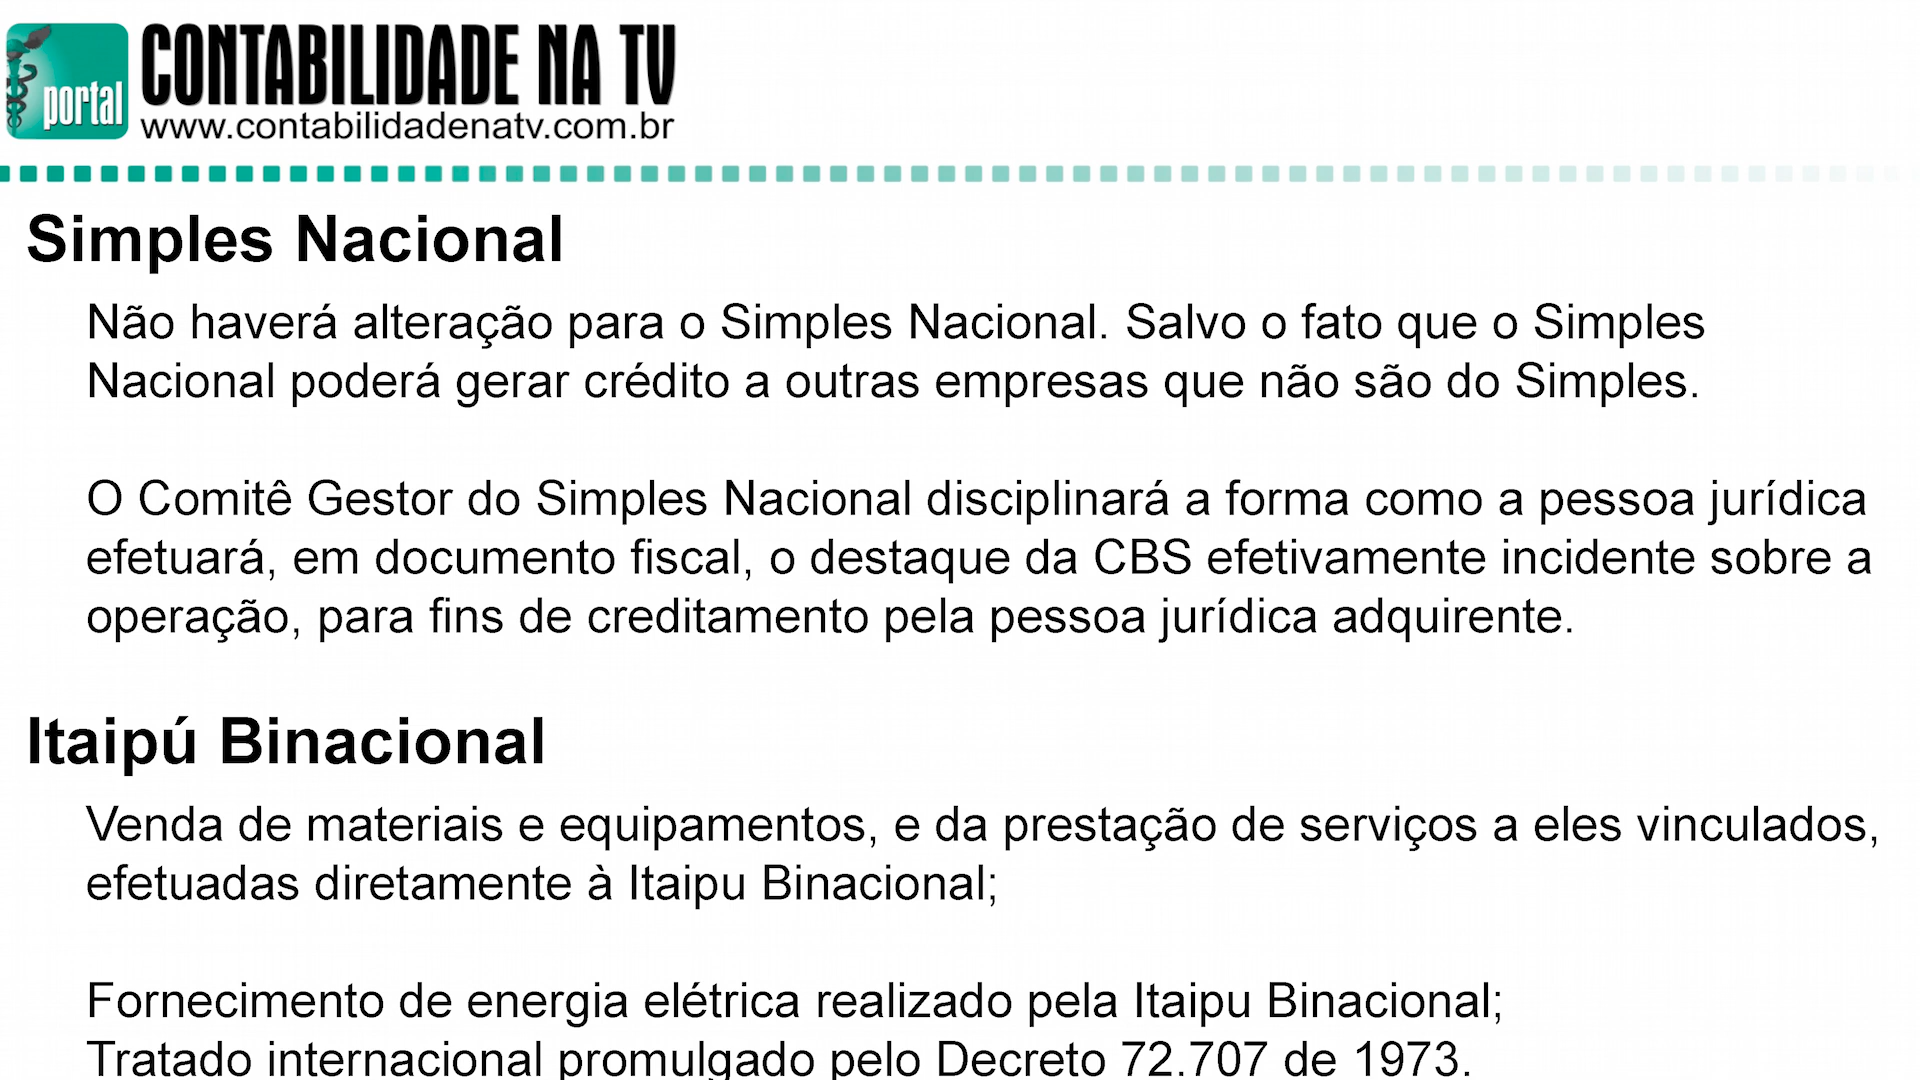 portal
CONTABILIDADE NA TV
www.contabilidadenatv.com.br
Simples Nacional
Não haverá alteração para o Simples Nacional. Salvo o fato que o Simples
Nacional poderá gerar crédito a outras empresas que não são do Simples.
O Comitê Gestor do Simples Nacional disciplinará a forma como a pessoa jurídica
efetuará, em documento fiscal, o destaque da CBS efetivamente incidente sobre a
operação, para fins de creditamento pela pessoa jurídica adquirente.
Itaipú Binacional
Venda de materiais e equipamentos, e da prestação de serviços a eles vinculados,
efetuadas diretamente à Itaipu Binacional;
Fornecimento de energia elétrica realizado pela Itaipu Binacional;
Tratado internacional promulgado pelo Decreto 72.707 de 1973.